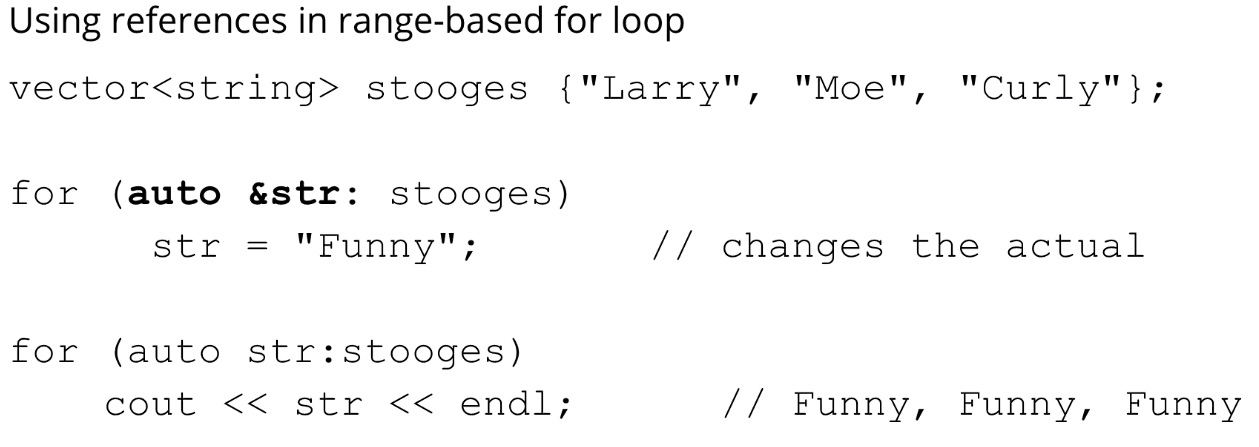 Using references in range-based for loop
vector<string> stooges {"Larry", "Moe", "Curly"};
for (auto &str: stooges)
str = "Funny"; // changes the actual
for (auto str:stooges)
cout << str << endl; // Funny, Funny, Funny